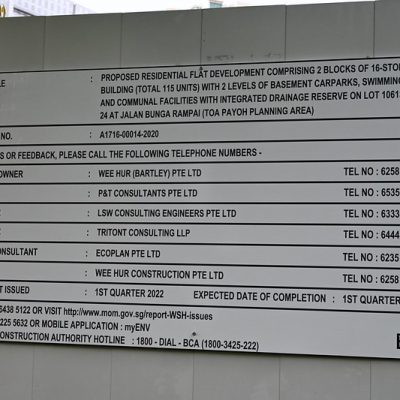 LE : PROPOSED RESIDENTIAL FLAT DEVELOPMENT COMPRISING 2 BLOCKS OF 16-STOR
BUILDING (TOTAL 115 UNITS) WITH 2 LEVELS OF BASEMENT CARPARKS, SWIMMING
AND COMMUNAL FACILITIES WITH INTEGRATED DRAINAGE RESERVE ON LOT 1061
24 AT JALAN BUNGA RAMPAI (TOA PAYOH PLANNING AREA)
NO. : A1716-00014-2020
S OR FEEDBACK, PLEASE CALL THE FOLLOWING TELEPHONE NUMBERS -
OWNER : WEE HUR (BARTLEY) PTE LTD TEL NO : 6258
: P&T CONSULTANTS PTE LTD TEL NO : 6535
: LSW CONSULTING ENGINEERS PTE LTD TEL NO : 6333
: TRITONT CONSULTING LLP TEL NO : 6444
CONSULTANT : ECOPLAN PTE LTD TEL NO : 6235
: WEE HUR CONSTRUCTION PTE LTD TEL NO : 6258
T ISSUED : 1ST QUARTER 2022 EXPECTED DATE OF COMPLETION : 1ST QUARTER
6438 5122 OR VISIT http://www.mom.gov.sg/report-WSH-issues
225 5632 OR MOBILE APPLICATION : myENV
CONSTRUCTION AUTHORITY HOTLINE : 1800 - DIAL - BCA (1800-3425-222)